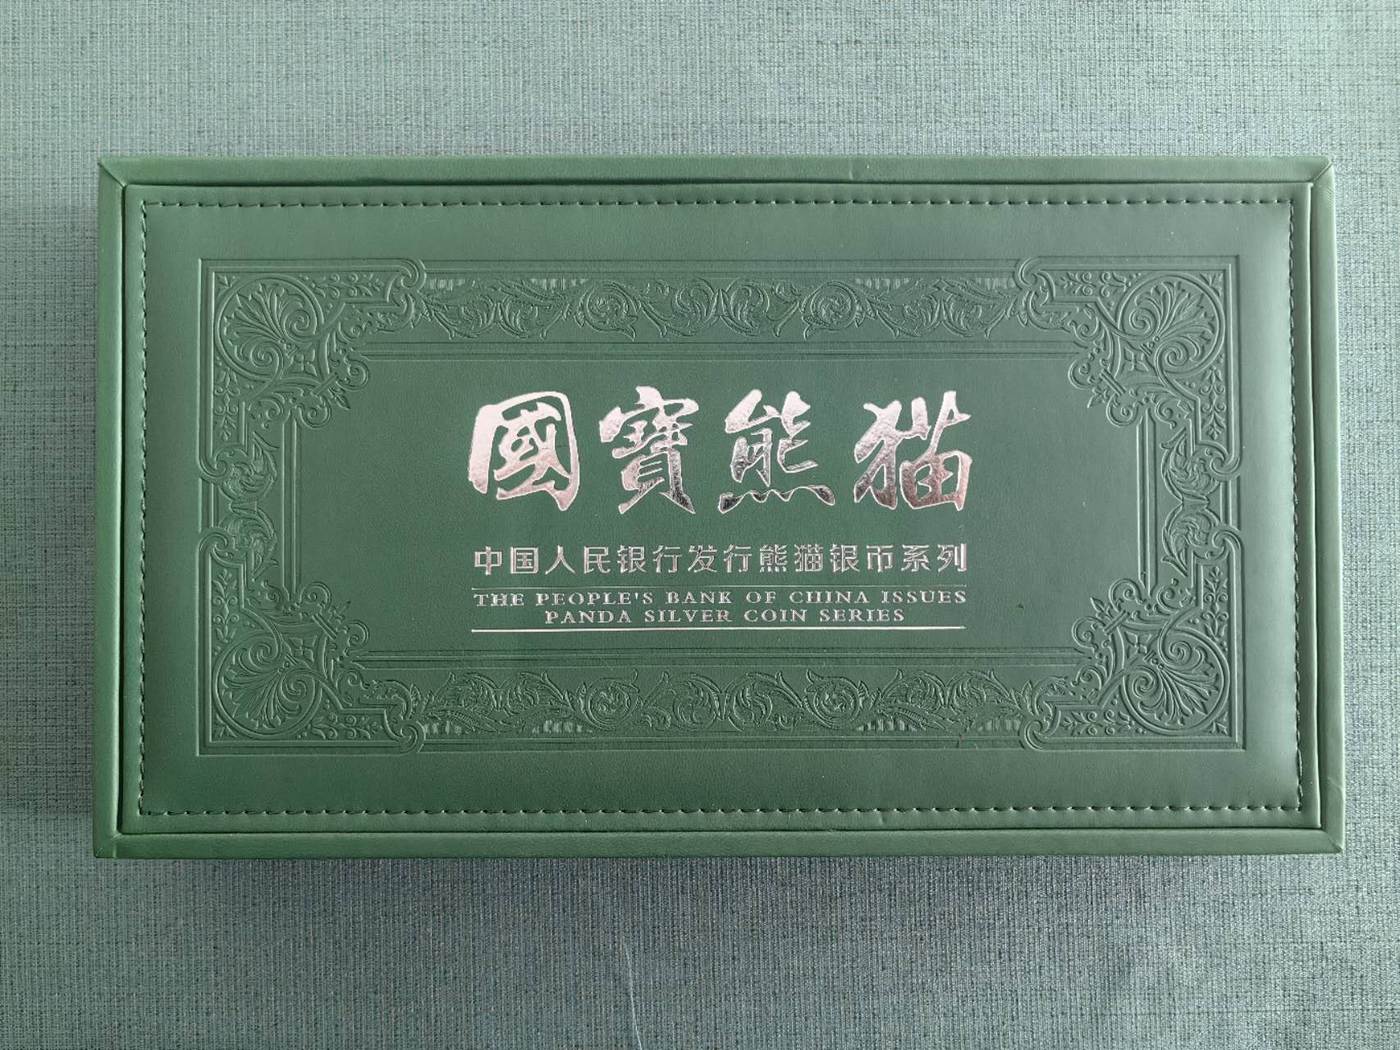 國寶熊猫
中国人民银行发行熊猫银币系列
THE PEOPLE'S BANK OF CHINA ISSUES
PANDA SILVER COIN SERIES